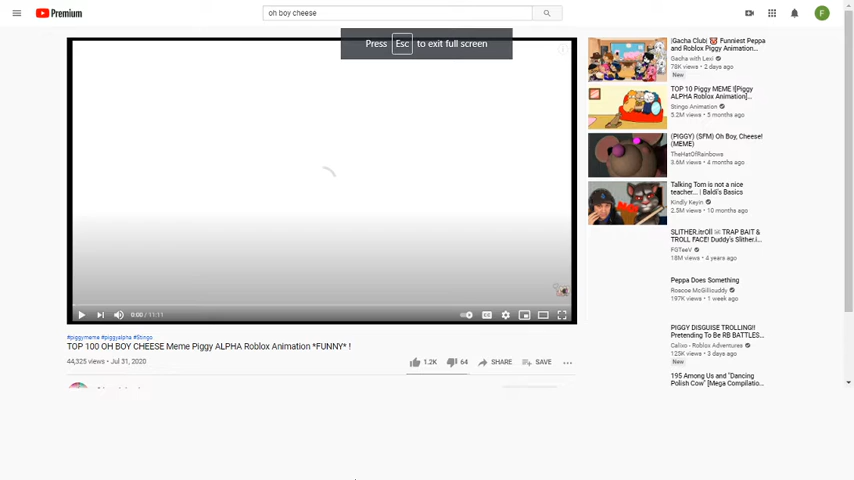 Premium
oh boy cheese
F
Press Esc to exit full screen
0:00 / 11:11
#piggymeme #piggyalpha #Stingo
TOP 100 OH BOY CHEESE Meme Piggy ALPHA Roblox Animation *FUNNY* !
44,325 views • Jul 31, 2020
1.2K
64
SHARE
SAVE
|Gacha Club| Funniest Peppa
and Roblox Piggy Animation...
Gacha with Lexi
78K views • 2 days ago
New
TOP 10 Piggy MEME ([Piggy
ALPHA Roblox Animation]...
Stingo Animation
5.2M views • 5 months ago
(PIGGY) (SFM) Oh Boy, Cheese!
(MEME)
TheHatOfRainbows
3.6M views • 4 months ago
Talking Tom is not a nice
teacher... | Baldi's Basics
Kindly Keyin
2.5M views • 10 months ago
SLITHER.itrOll TRAP BAIT &
TROLL FACE! Duddy's Slither.i...
FGTeeV
18M views • 4 years ago
Peppa Does Something
Roscoe McGillicuddy
197K views • 1 week ago
PIGGY DISGUISE TROLLING!!
Pretending To Be RB BATTLES...
Calixo - Roblox Adventures
125K views • 3 days ago
New
195 Among Us and "Dancing
Polish Cow" [Mega Compilatio...